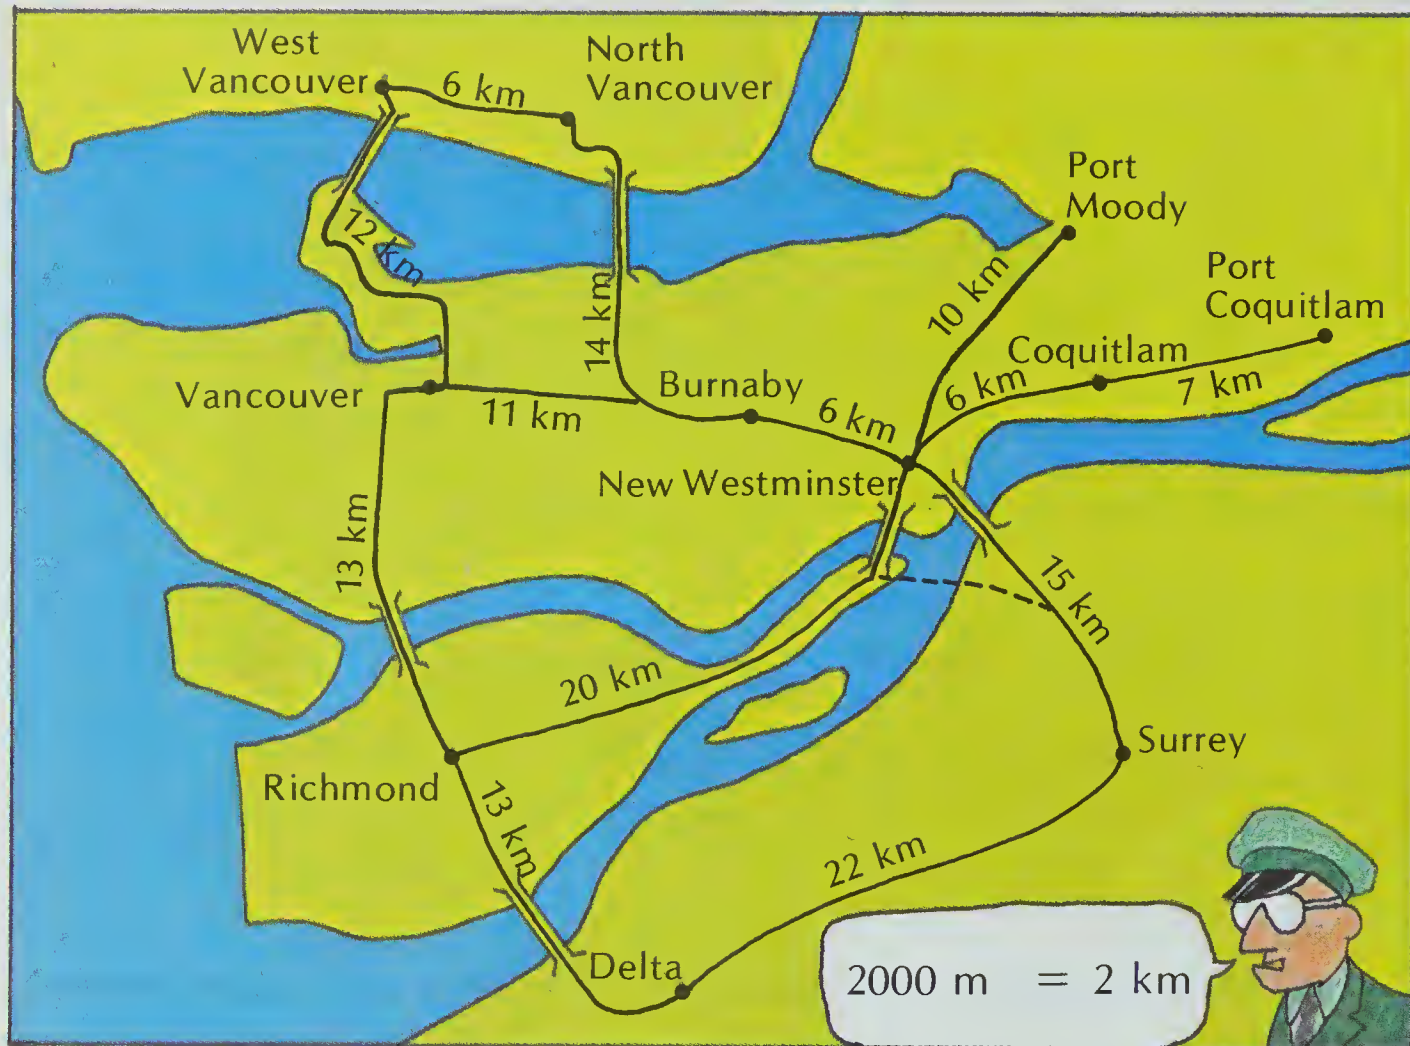 West
Vancouver
6 km
North
Vancouver
Port
Moody
12 km
10 km
Port
Coquitlam
14 km
Coquitlam
6 km
7 km
Vancouver
11 km
Burnaby
6 km
New Westminster
13 km
15 km
20 km
Surrey
Richmond
13 km
22 km
Delta
2000 m = 2 km